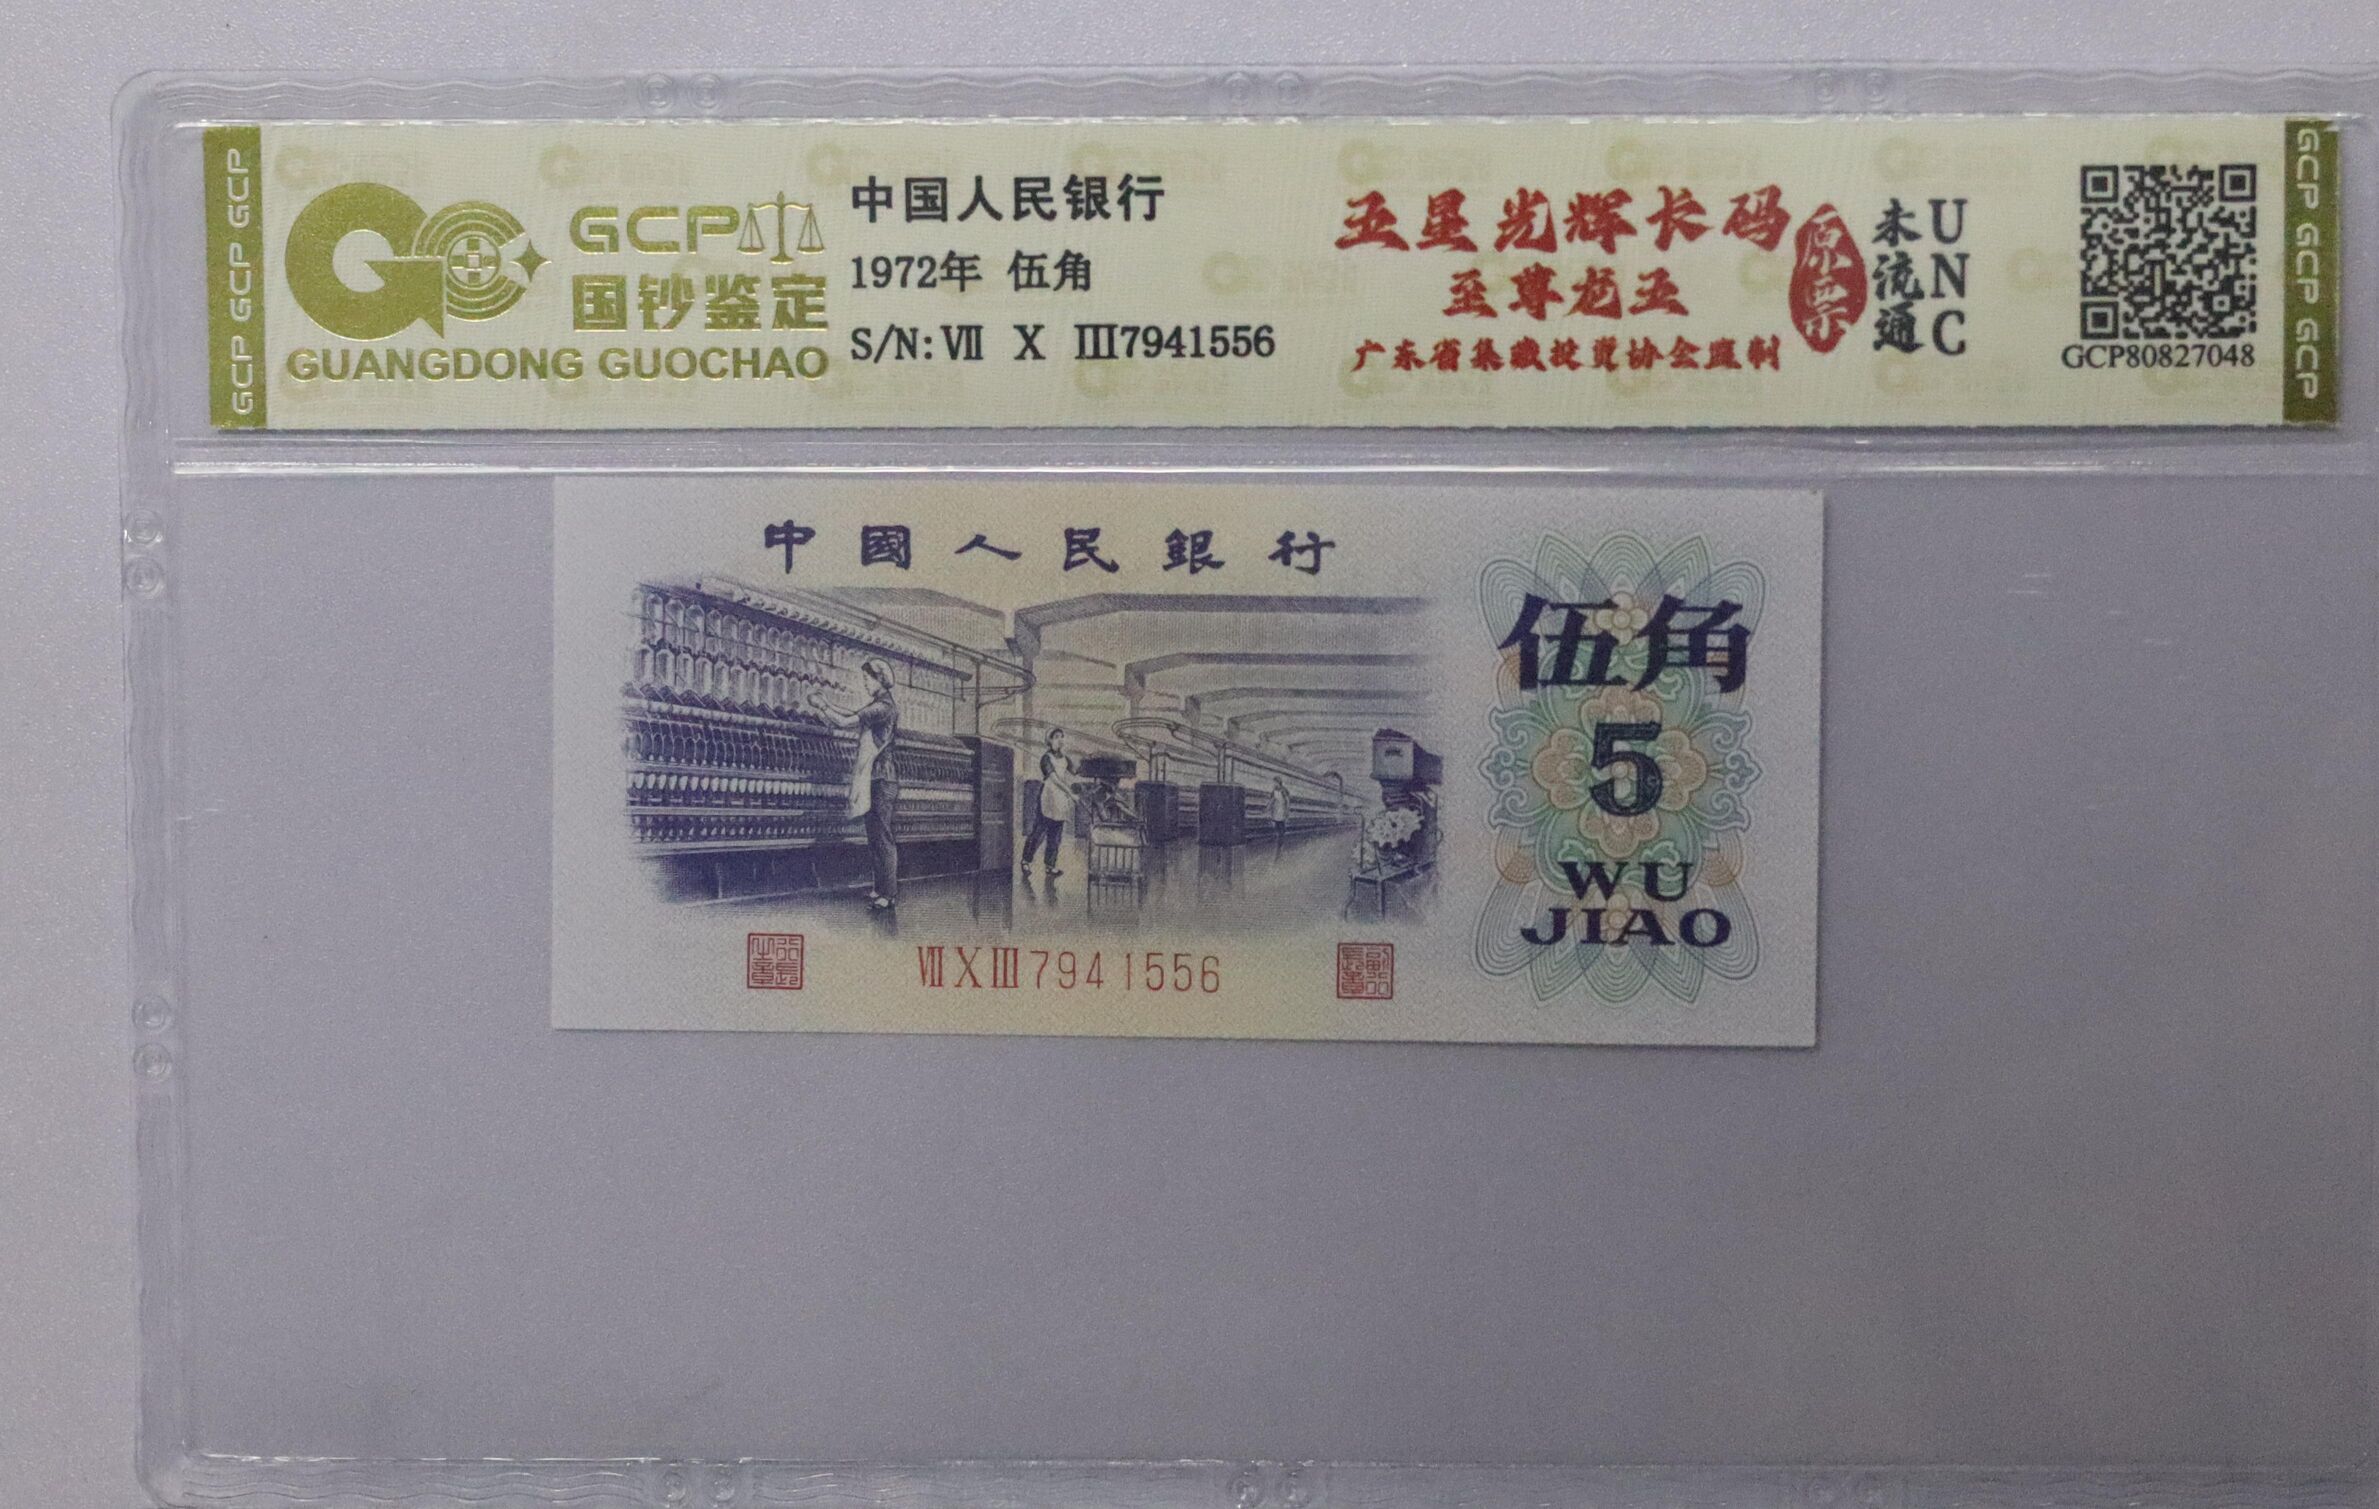 GCP GCP GCP
GCP
国钞鉴定
GUANGDONG GUOCHAO
中国人民银行
1972年 伍角
S/N: Ⅶ X Ⅲ7941556
五星光辉长码
至尊龙五
广东省集藏投资协会监制
原票
未流通
UNC
GCP80827048
GCP GCP GCP
中國人民銀行
伍角
5
WU
JIAO
ⅦXⅢ7941556